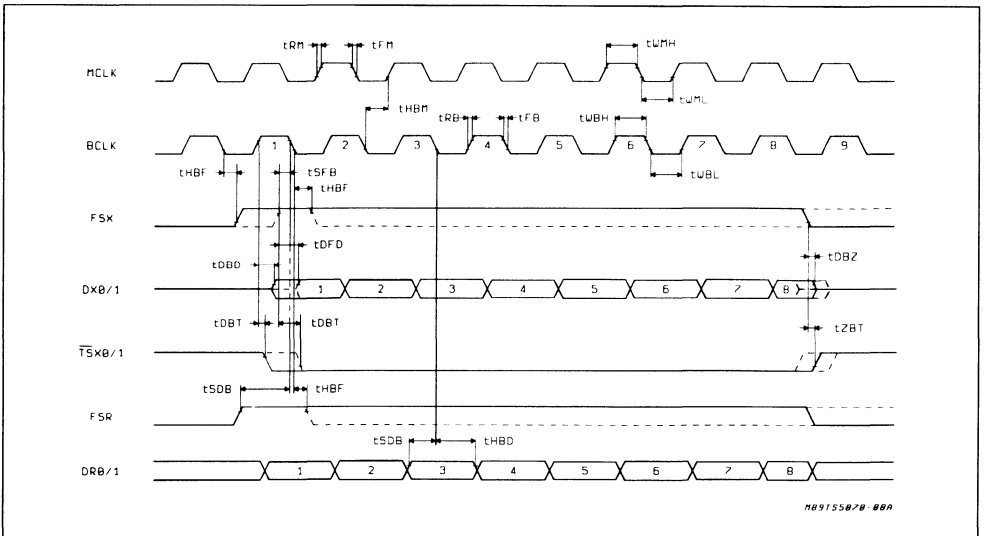 tRM tFM tWMH
MCLK
tHBM tWML
tRB tFB tWBH
BCLK 1 2 3 4 5 6 7 8 9
tHBF tSFB tWBL
tHBF
FSX
tDFD
tDBD tDBZ
DX0/1 1 2 3 4 5 6 7 8
tDBT tDBT tZBT
TSX0/1
tSDB tHBF
FSR
tSDB tHBD
DR0/1 1 2 3 4 5 6 7 8
M89TS5070-08A